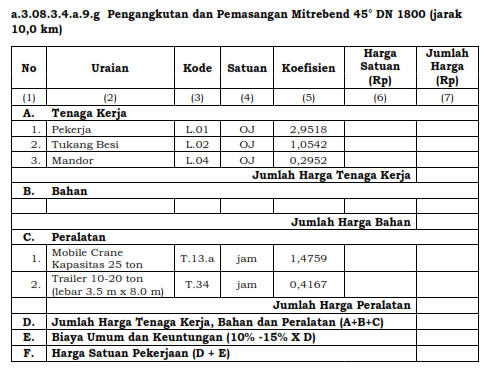 a.3.08.3.4.a.9.g Pengangkutan dan Pemasangan Mitrebend 45° DN 1800 (jarak
10,0 km)
No Uraian Kode Satuan Koefisien Harga Satuan (Rp) Jumlah Harga (Rp)
(1) (2) (3) (4) (5) (6) (7)
A. Tenaga Kerja
1. Pekerja L.01 OJ 2,9518
2. Tukang Besi L.02 OJ 1,0542
3. Mandor L.04 OJ 0,2952
Jumlah Harga Tenaga Kerja
B. Bahan
Jumlah Harga Bahan
C. Peralatan
1. Mobile Crane Kapasitas 25 ton T.13.a jam 1,4759
2. Trailer 10-20 ton (lebar 3.5 m x 8.0 m) T.34 jam 0,4167
Jumlah Harga Peralatan
D. Jumlah Harga Tenaga Kerja, Bahan dan Peralatan (A+B+C)
E. Biaya Umum dan Keuntungan (10% -15% X D)
F. Harga Satuan Pekerjaan (D + E)